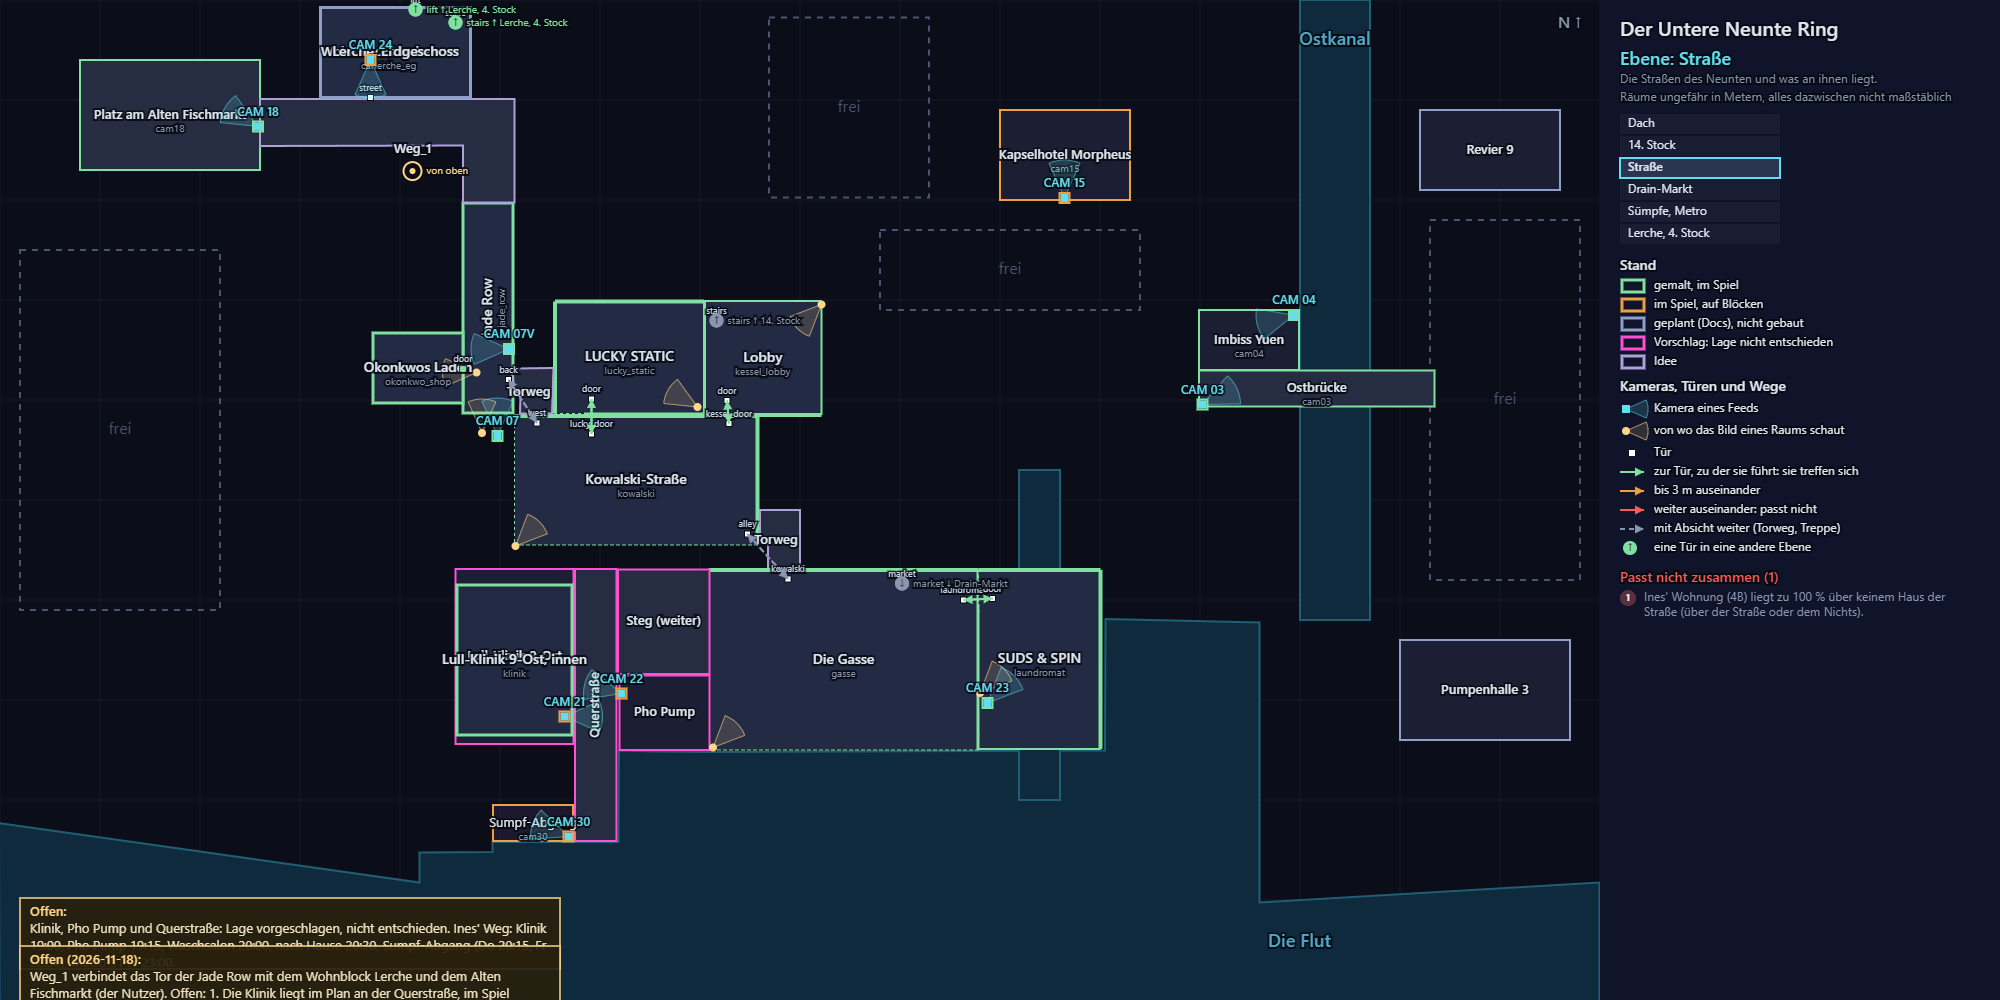 lift ↑ Lerche, 4. Stock
stairs ↑ Lerche, 4. Stock
CAM 24
street
Platz am Alten Fischmarkt
cam18
CAM 18
Weg_1
von oben
frei
Ostkanal
N ↑
Kapselhotel Morpheus
cam15
CAM 15
Revier 9
frei
frei
frei
CAM 07V
Okonkwos Laden
okonkwo_shop
door
back
Torweg
west
CAM 07
LUCKY STATIC
lucky_static
door
lucky_door
stairs
stairs ↑ 14. Stock
Lobby
kessel_lobby
door
kessel_door
CAM 04
Imbiss Yuen
cam04
CAM 03
Ostbrücke
cam03
Kowalski-Straße
kowalski
alley
Torweg
kowalski
market
market ↓ Drain-Markt
Steg (weiter)
Lull-Klinik 9-Ost, innen
klinik
CAM 22
CAM 21
Querstraße
Pho Pump
Die Gasse
gasse
SUDS & SPIN
laundromat
CAM 23
Pumpenhalle 3
CAM 30
cam30
Die Flut
Offen:
Klinik, Pho Pump und Querstraße: Lage vorgeschlagen, nicht entschieden. Ines' Weg: Klinik
Offen (2026-11-18):
Weg_1 verbindet das Tor der Jade Row mit dem Wohnblock Lerche und dem Alten
Fischmarkt (der Nutzer). Offen: 1. Die Klinik liegt im Plan an der Querstraße, im Spiel
Der Untere Neunte Ring
Ebene: Straße
Die Straßen des Neunten und was an ihnen liegt.
Räume ungefähr in Metern, alles dazwischen nicht maßstäblich
Dach
14. Stock
Straße
Drain-Markt
Sümpfe, Metro
Lerche, 4. Stock
Stand
gemalt, im Spiel
im Spiel, auf Blöcken
geplant (Docs), nicht gebaut
Vorschlag: Lage nicht entschieden
Idee
Kameras, Türen und Wege
Kamera eines Feeds
von wo das Bild eines Raums schaut
Tür
zur Tür, zu der sie führt: sie treffen sich
bis 3 m auseinander
weiter auseinander: passt nicht
mit Absicht weiter (Torweg, Treppe)
eine Tür in eine andere Ebene
Passt nicht zusammen (1)
1 Ines' Wohnung (4B) liegt zu 100 % über keinem Haus der
Straße (über der Straße oder dem Nichts).